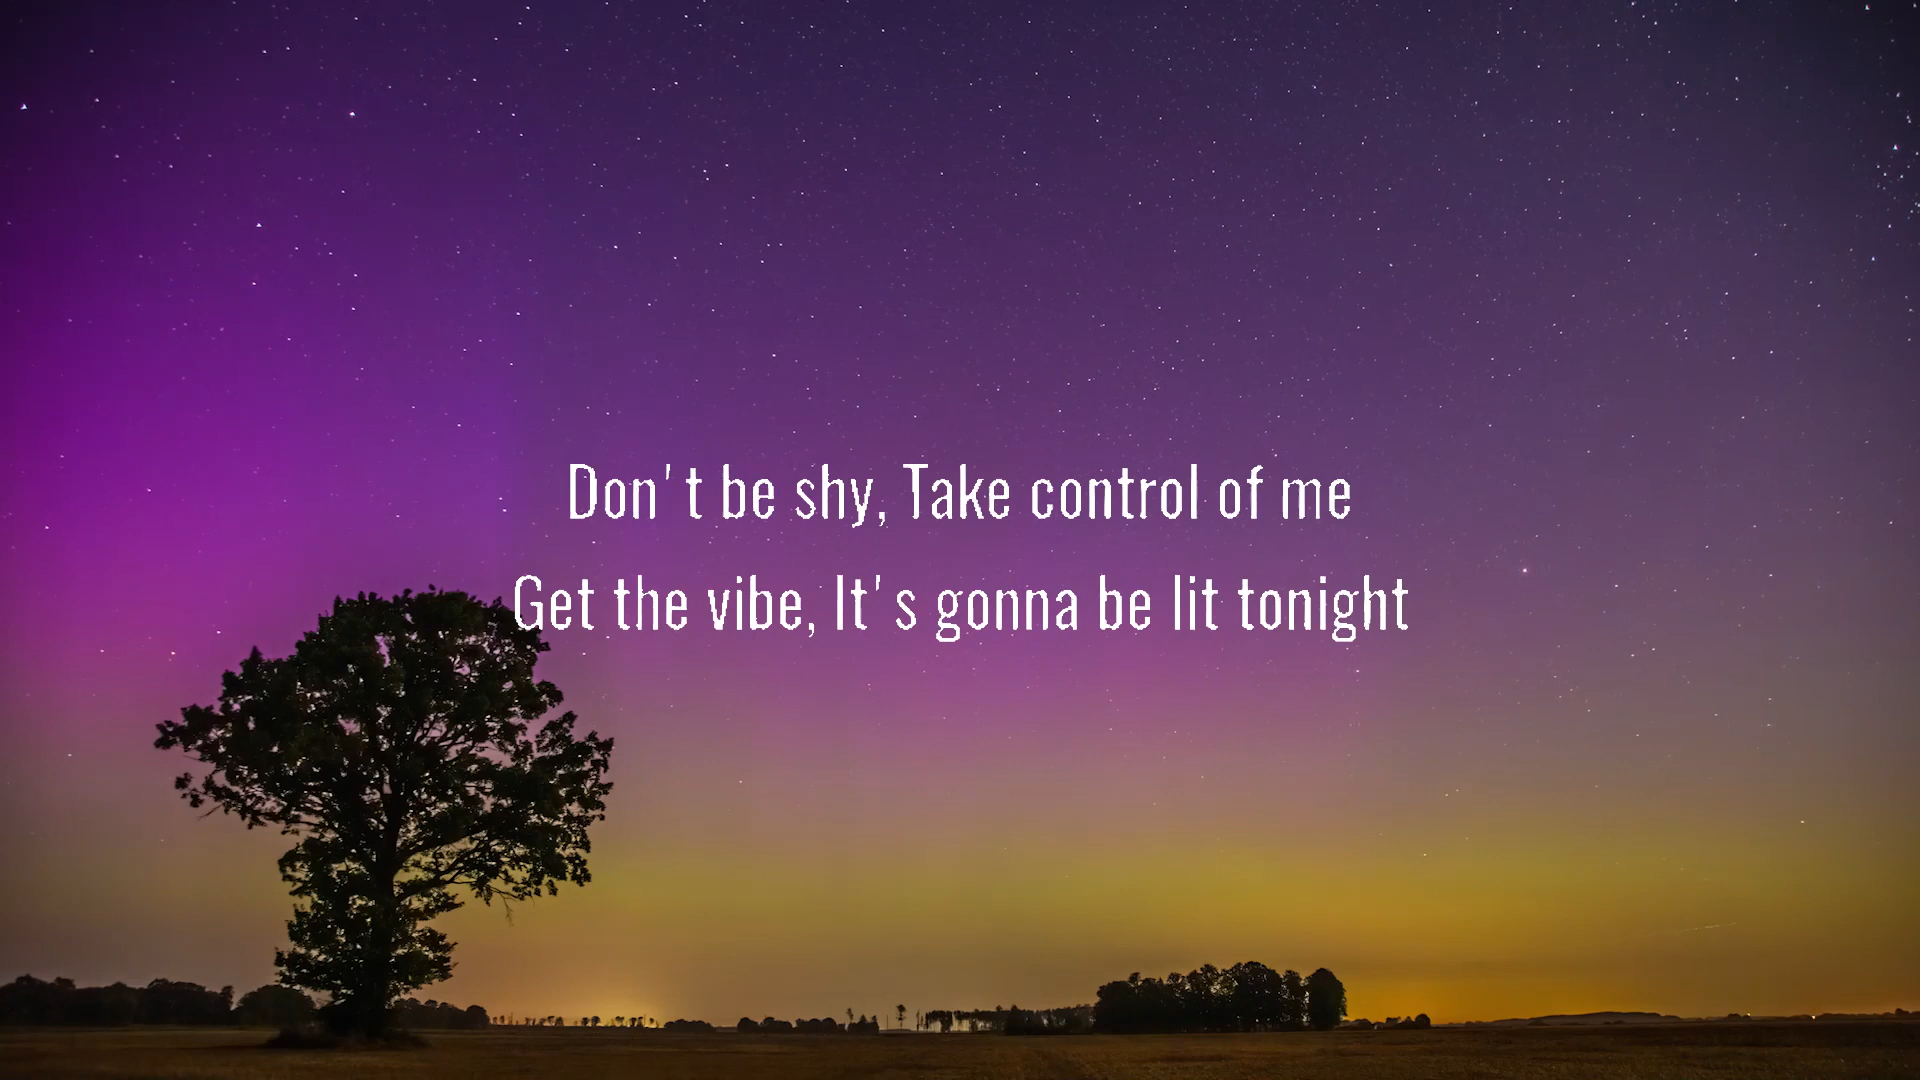 Don't be shy, Take control of me
Get the vibe, It's gonna be lit tonight